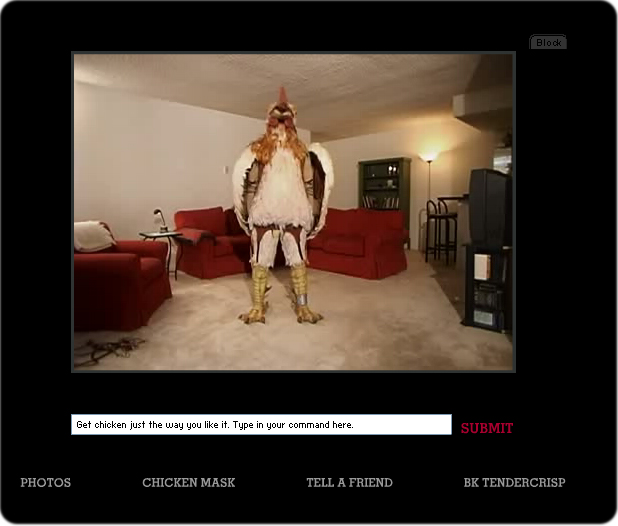 Block
Get chicken just the way you like it. Type in your command here.
SUBMIT
PHOTOS
CHICKEN MASK
TELL A FRIEND
BK TENDERCRISP